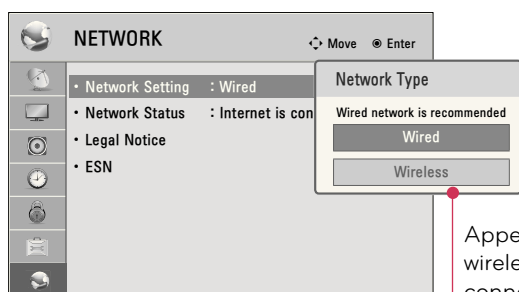 NETWORK
Move
Enter
• Network Setting : Wired
• Network Status : Internet is con
• Legal Notice
• ESN
Network Type
Wired network is recommended
Wired
Wireless
wirele